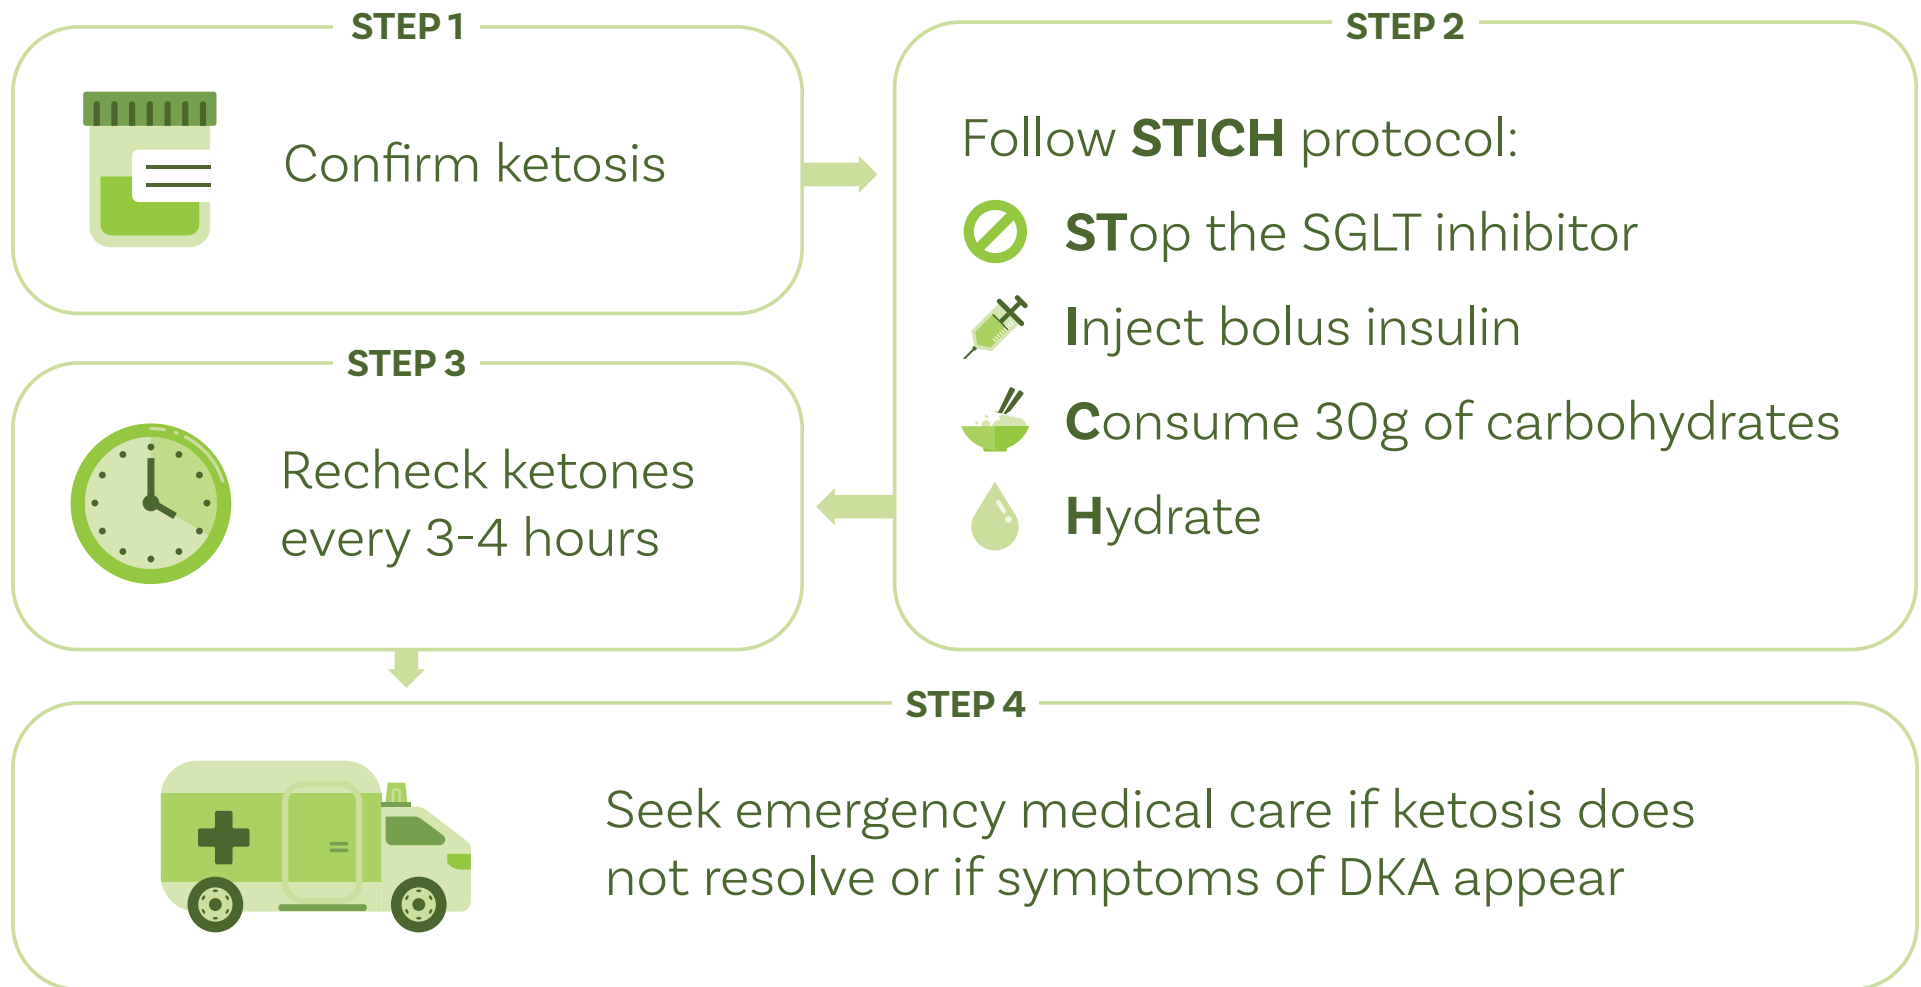 STEP 1
Confirm ketosis
STEP 2
Follow STICH protocol:
STop the SGLT inhibitor
Inject bolus insulin
Consume 30g of carbohydrates
Hydrate
STEP 3
Recheck ketones
every 3-4 hours
STEP 4
Seek emergency medical care if ketosis does
not resolve or if symptoms of DKA appear